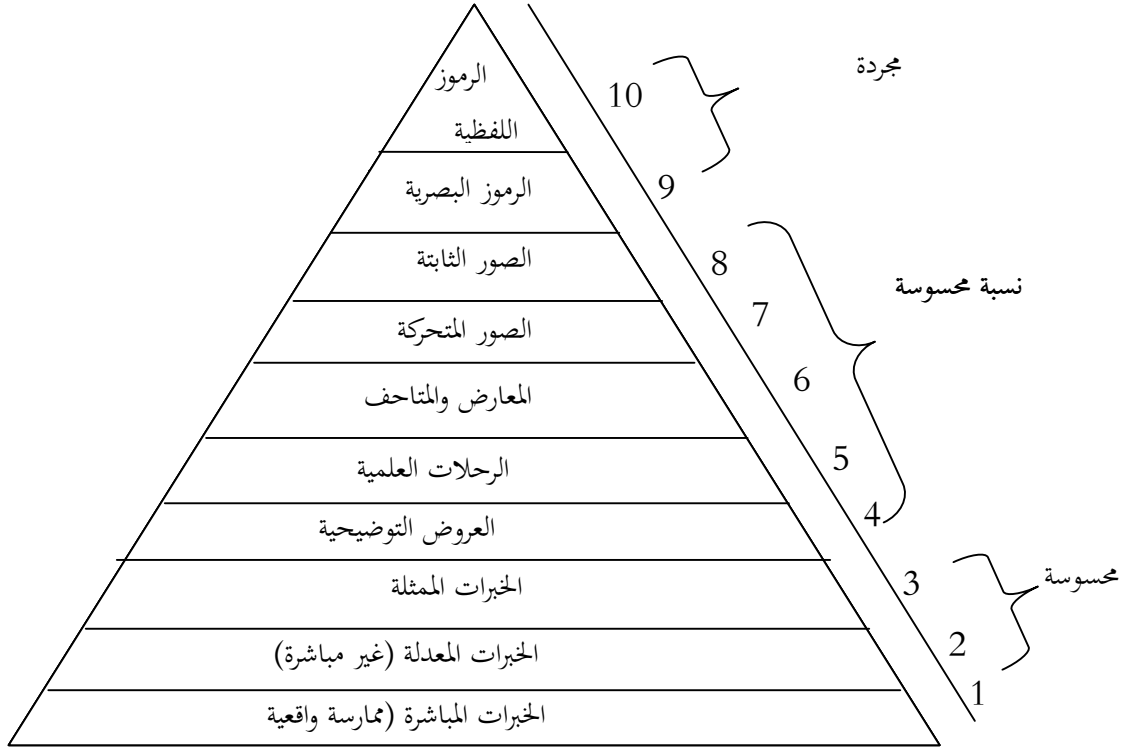 مجردة
الرموز
10
اللفظية
9
الرموز البصرية
8
الصور الثابتة
نسبة محسوسة
7
الصور المتحركة
6
المعارض والمتاحف
5
الرحلات العلمية
4
العروض التوضيحية
3
الخبرات الممثلة
محسوسة
2
الخبرات المعدلة (غير مباشرة)
1
الخبرات المباشرة (ممارسة واقعية